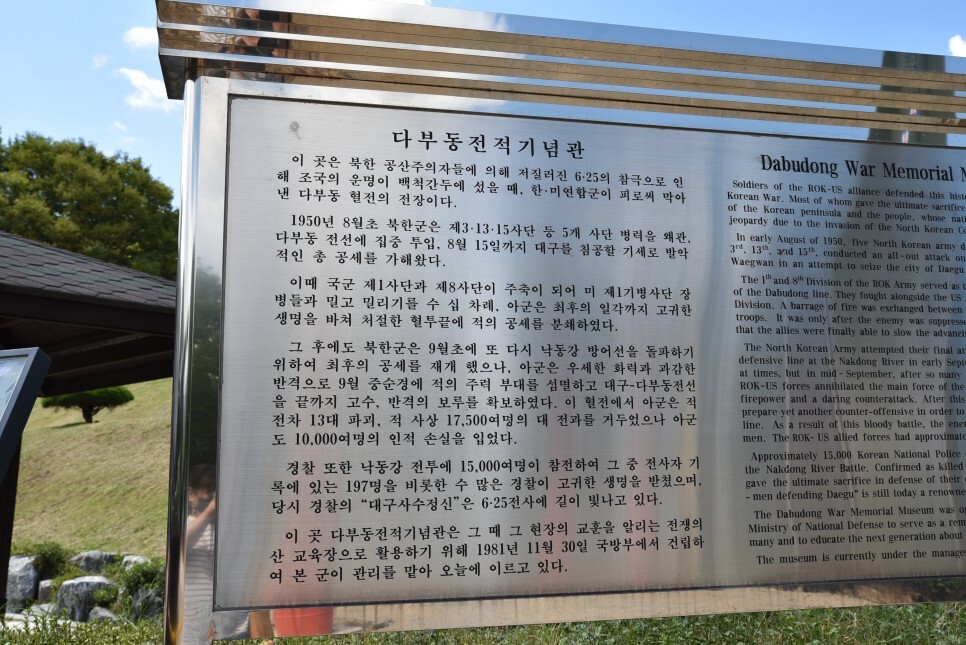 다부동전적기념관
이 곳은 북한 공산주의자들에 의해 저질러진 6·25의 참극으로 인
해 조국의 운명이 백척간두에 섰을 때, 한·미연합군이 피로써 막아
낸 다부동 혈전의 전장이다.
1950년 8월초 북한군은 제3·13·15사단 등 5개 사단 병력을 왜관,
다부동 전선에 집중 투입, 8월 15일까지 대구를 침공할 기세로 발악
적인 총 공세를 가해왔다.
이때 국군 제1사단과 제8사단이 주축이 되어 미 제1기병사단 장
병들과 밀고 밀리기를 수 십 차례, 아군은 최후의 일각까지 고귀한
생명을 바쳐 처절한 혈투끝에 적의 공세를 분쇄하였다.
그 후에도 북한군은 9월초에 또 다시 낙동강 방어선을 돌파하기
위하여 최후의 공세를 재개 했으나, 아군은 우세한 화력과 과감한
반격으로 9월 중순경에 적의 주력 부대를 섬멸하고 대구-다부동전선
을 끝까지 고수, 반격의 보루를 확보하였다. 이 혈전에서 아군은 적
전차 13대 파괴, 적 사상 17,500여명의 대 전과를 거두었으나 아군
도 10,000여명의 인적 손실을 입었다.
경찰 또한 낙동강 전투에 15,000여명이 참전하여 그 중 전사자 기
록에 있는 197명을 비롯한 수 많은 경찰이 고귀한 생명을 받쳤으며,
당시 경찰의 “대구사수정신”은 6·25전사에 길이 빛나고 있다.
이 곳 다부동전적기념관은 그 때 그 현장의 교훈을 알리는 전쟁의
산 교육장으로 활용하기 위해 1981년 11월 30일 국방부에서 건립하
여 본 군이 관리를 맡아 오늘에 이르고 있다.
Dabudong War Memorial M
Soldiers of the ROK-US alliance defended this hist
Korean War. Most of whom gave the ultimate sacrifice
of the Korean peninsula and the people, whose nati
jeopardy due to the invasion of the North Korean Co
In early August of 1950, five North Korean army d
3rd, 13th, and 15th, conducted an all-out attack on
Waegwan in an attempt to seize the city of Daegu
The 1st and 8th Division of the ROK Army served as t
of the Dabudong line. They fought alongside the US
Division. A barrage of fire was exchanged between
troops. It was only after the enemy was suppresse
that the allies were finally able to slow the advancin
The North Korean Army attempted their final at
defensive line at the Nakdong River in early Septe
at times, but in mid - September, after so many
ROK-US forces annihilated the main force of the
firepower and a daring counterattack. After this
prepare yet another counter-offensive in order to
line. As a result of this bloody battle, the ene
men. The ROK- US allied forces had approximate
Approximately 15,000 Korean National Police
the Nakdong River Battle. Confirmed as killed
gave the ultimate sacrifice in defense of their
- men defending Daegu” is still today a renowne
The Dabudong War Memorial Museum was op
Ministry of National Defense to serve as a rem
many and to educate the next generation about
The museum is currently under the manage